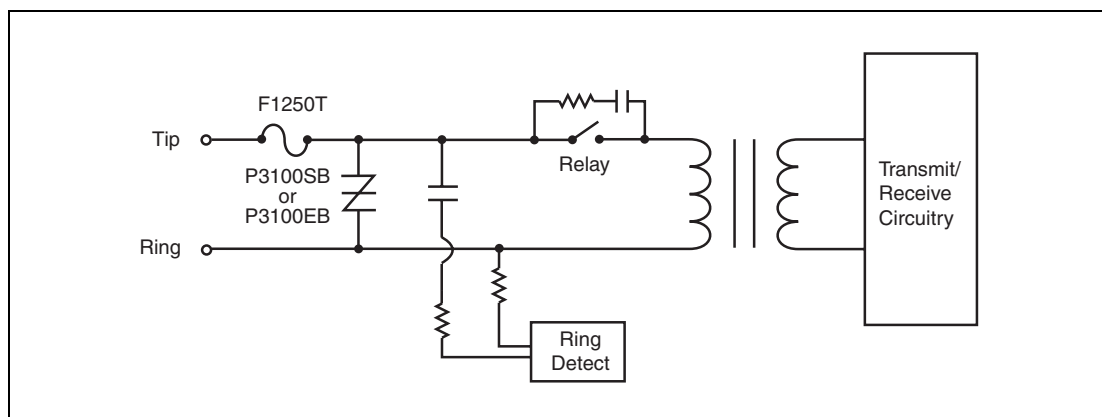 F1250T
Tip
P3100SB
or
P3100EB
Relay
Ring
Transmit/
Receive
Circuitry
Ring
Detect